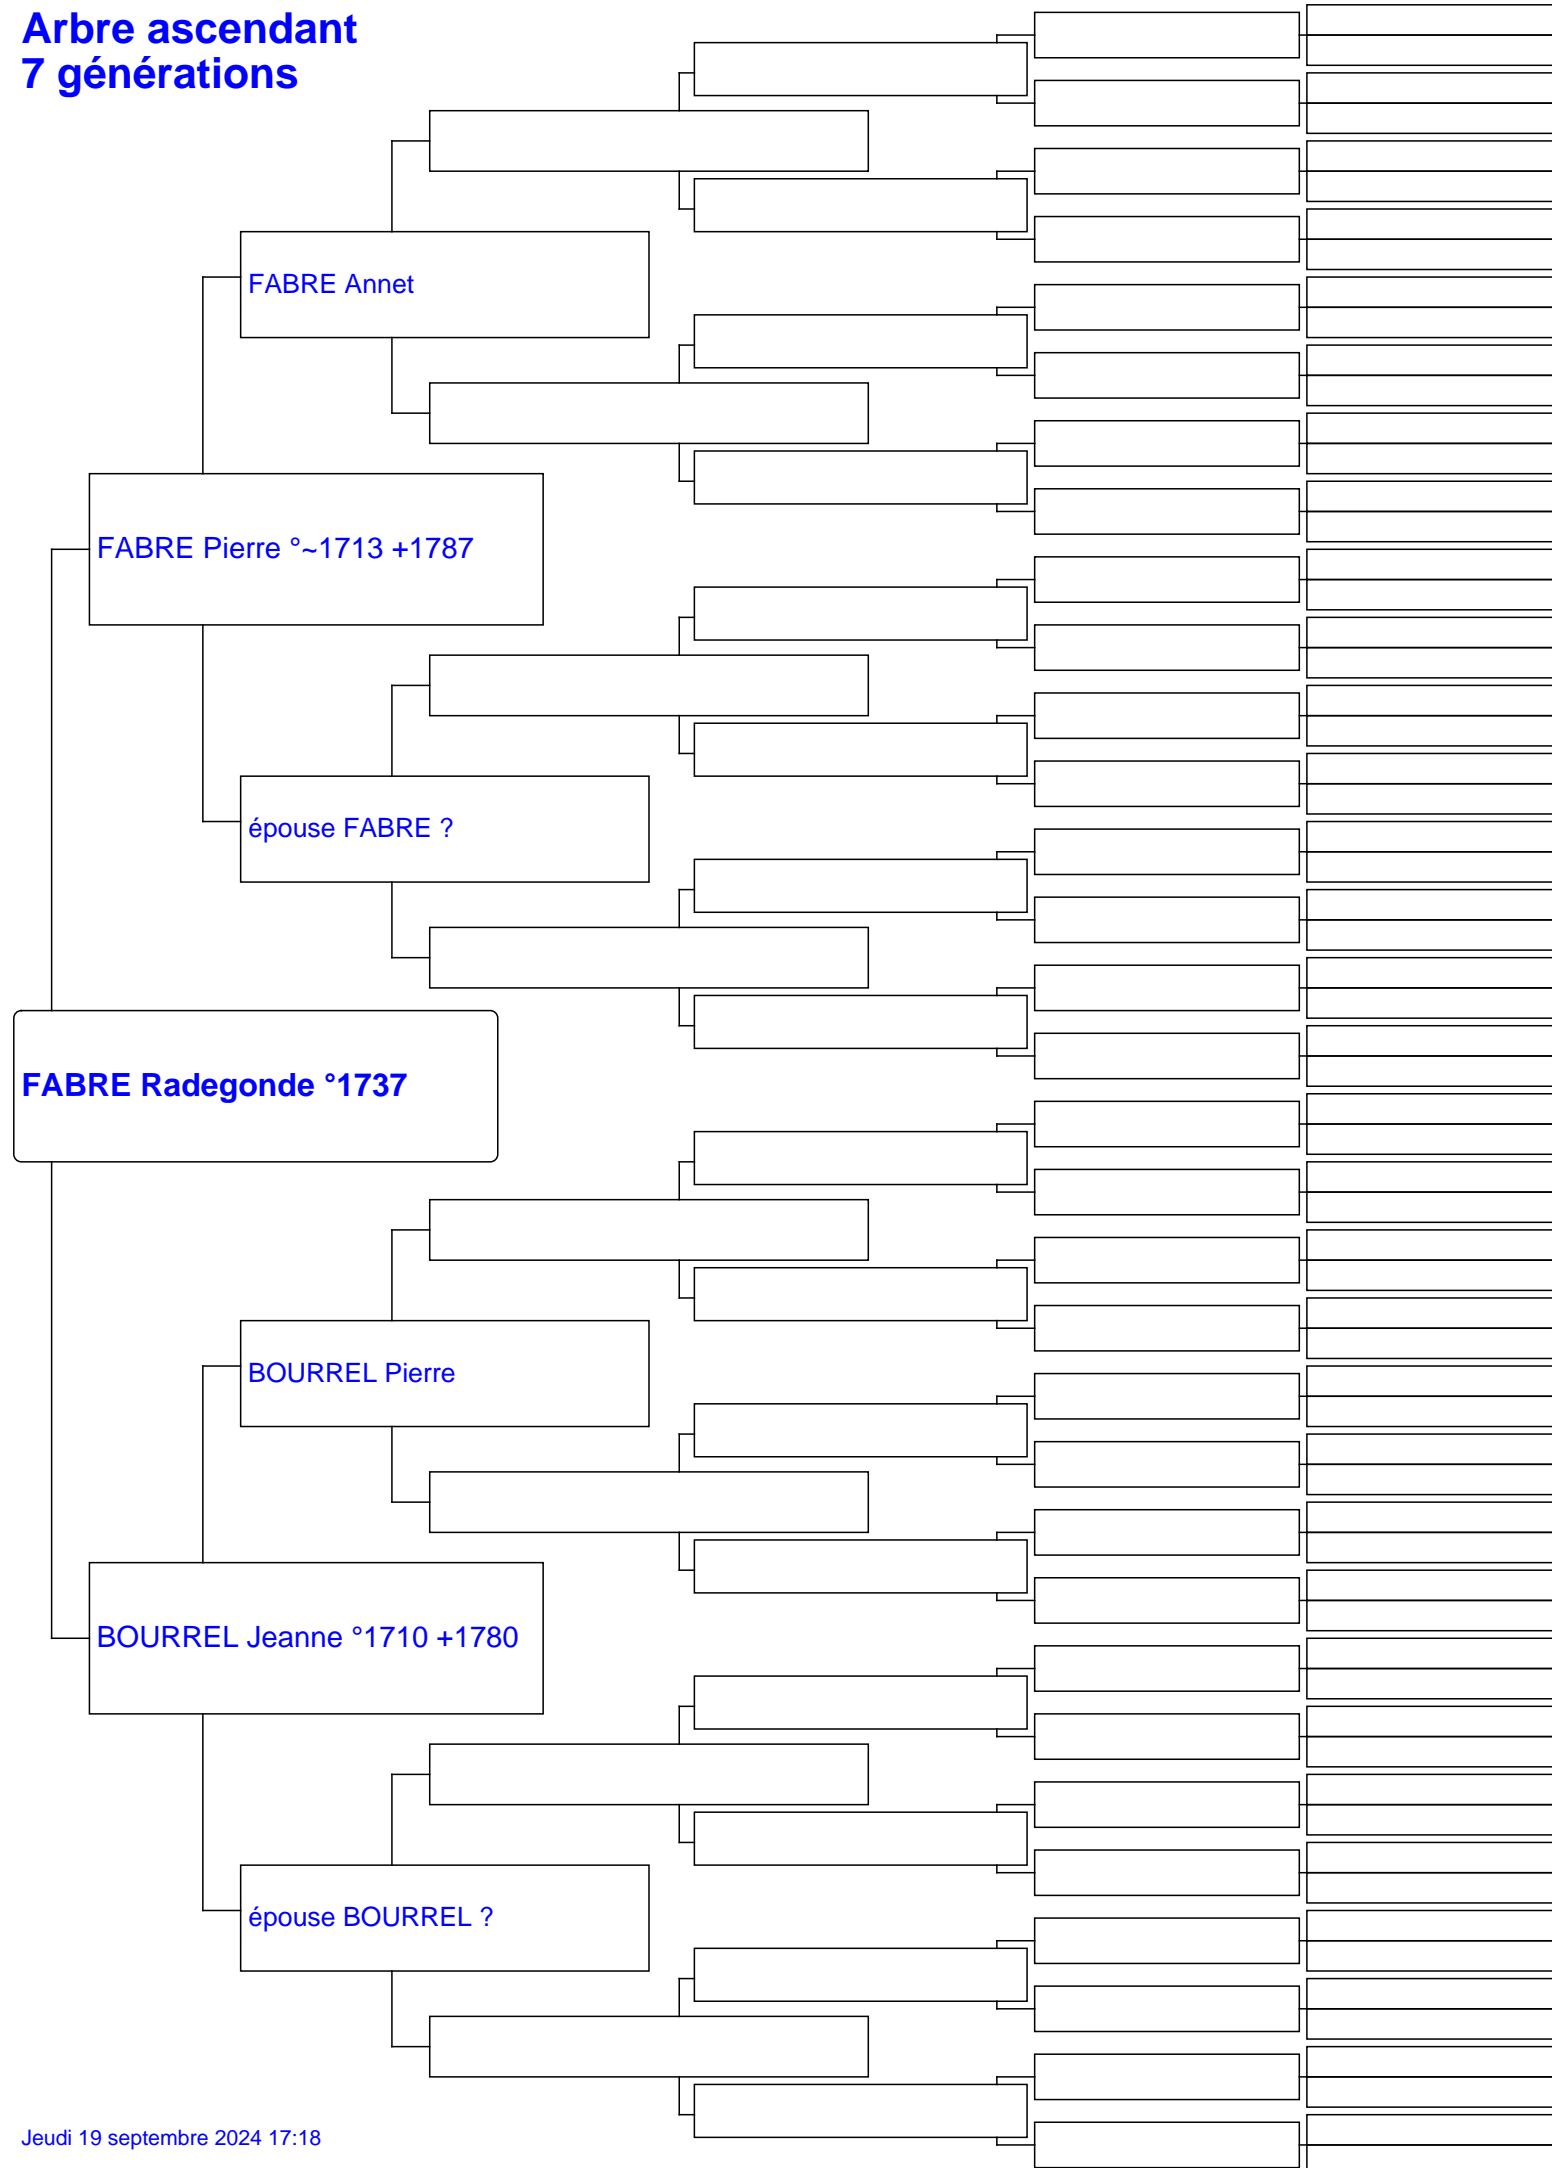 Arbre ascendant
7 générations
FABRE Annet
FABRE Pierre °~1713 +1787
épouse FABRE ?
FABRE Radegonde °1737
BOURREL Pierre
BOURREL Jeanne °1710 +1780
épouse BOURREL ?
Jeudi 19 septembre 2024 17:18